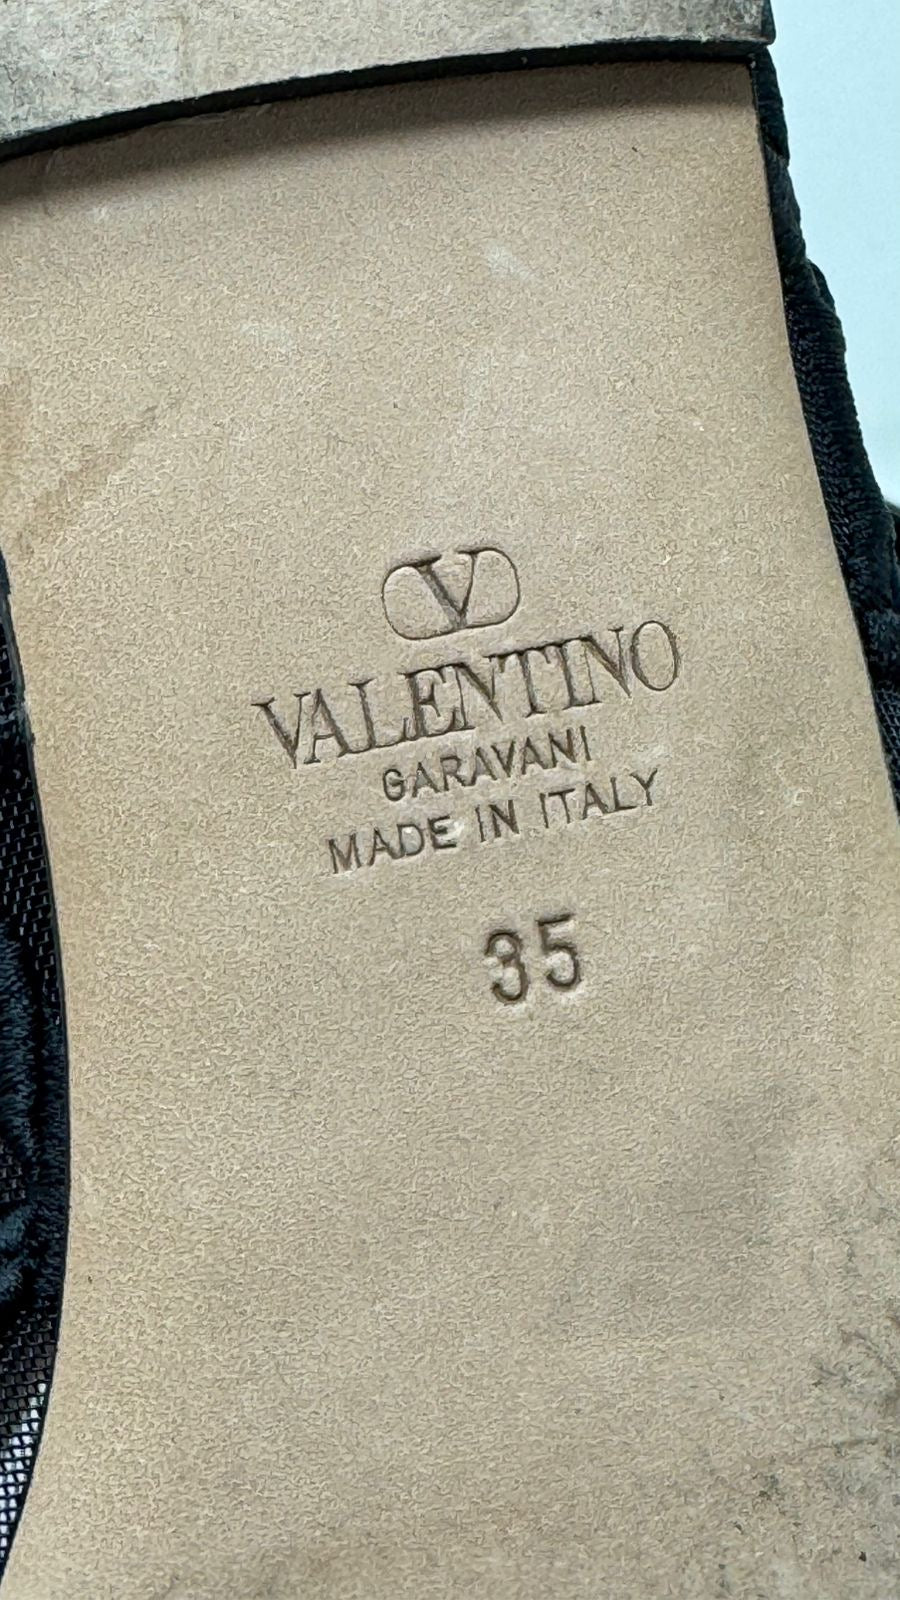 V
VALENTINO
GARAVANI
MADE IN ITALY
35